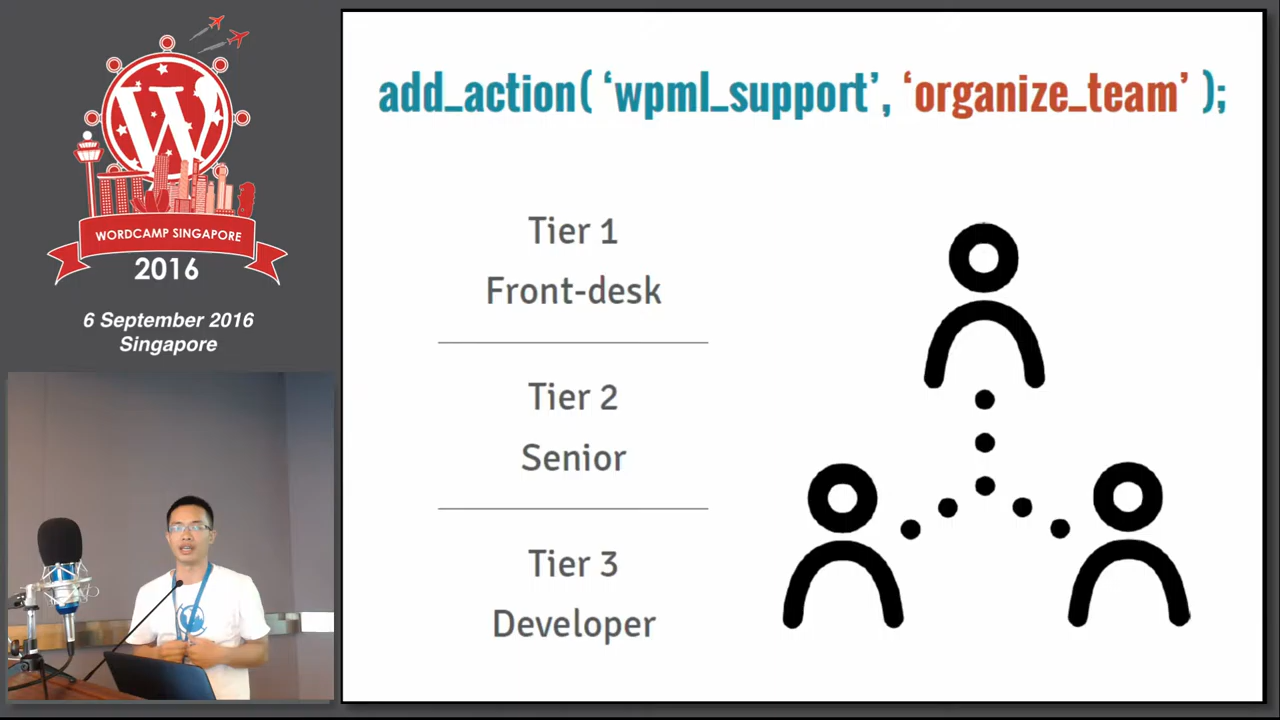 WORDCAMP SINGAPORE
2016
6 September 2016
Singapore
add_action( ‘wpml_support’, ‘organize_team’ );
Tier 1
Front-desk
Tier 2
Senior
Tier 3
Developer